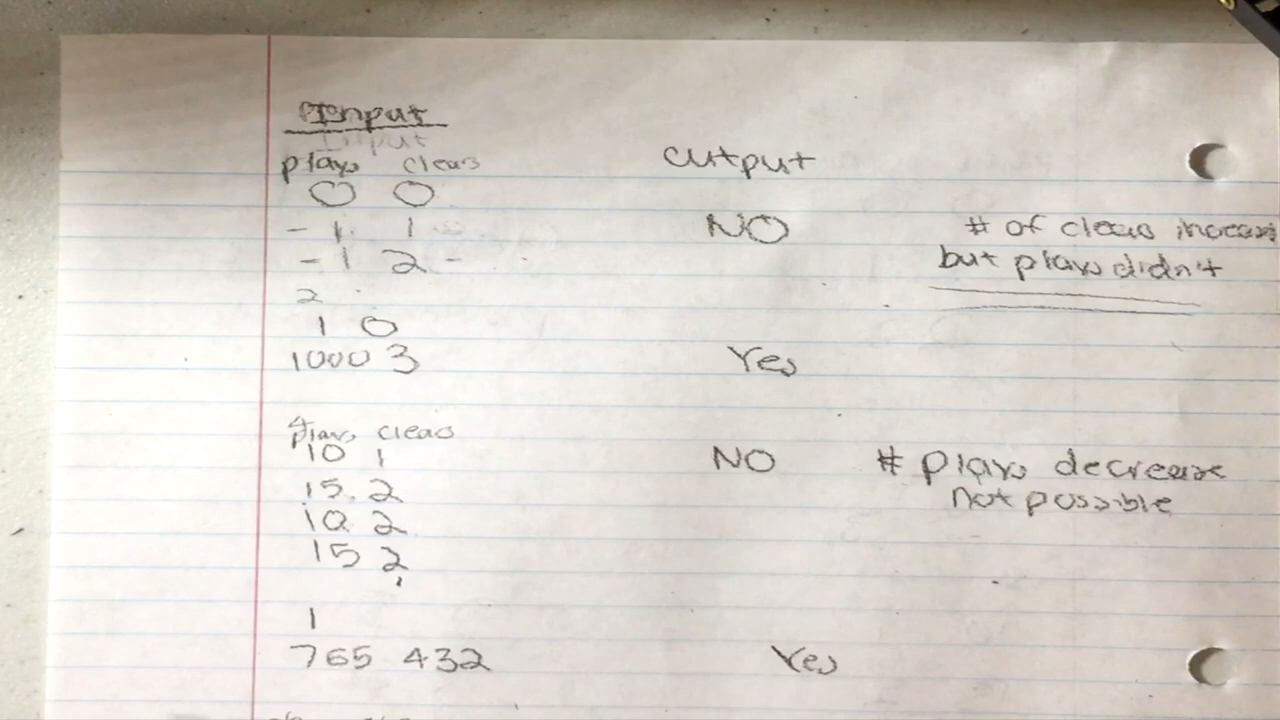 Input
Input
plays clears output
0 0
- 1 1 NO # of clears increase
- 1 2 - but plays didn't
2
1 0
1000 3 Yes
plays clears
10 1 NO # plays decrease
15 2 not possible
10 2
15 2
1
765 432 Yes